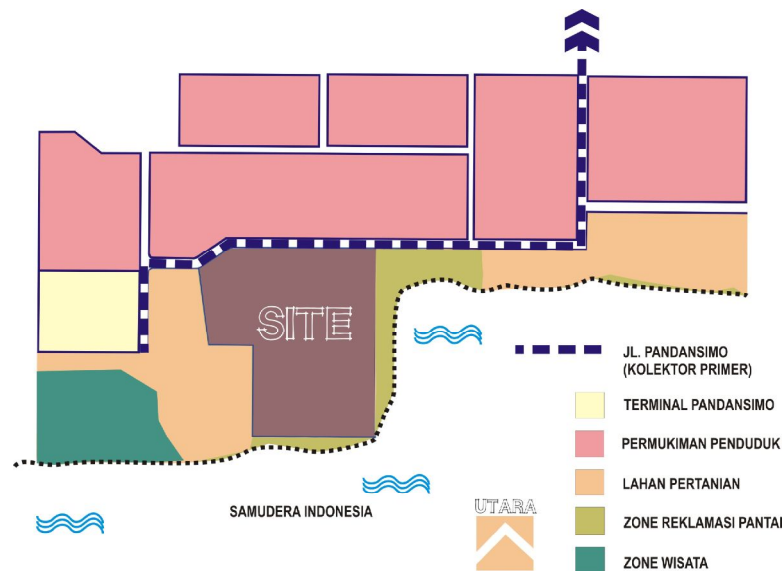 SITE
JL. PANDANSIMO
(KOLEKTOR PRIMER)
TERMINAL PANDANSIMO
PERMUKIMAN PENDUDUK
LAHAN PERTANIAN
ZONE REKLAMASI PANTAI
ZONE WISATA
SAMUDERA INDONESIA
UTARA